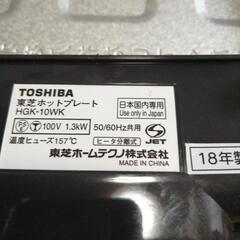 TOSHIBA
東芝ホットプレート
HGK-10WK
日本国内専用
Use only in Japan
PS E 100V 1.3kW 50/60Hz共用
温度ヒューズ157℃ ヒータ分離式
S JET
東芝ホームテクノ株式会社
MADE IN CHINA
18年製